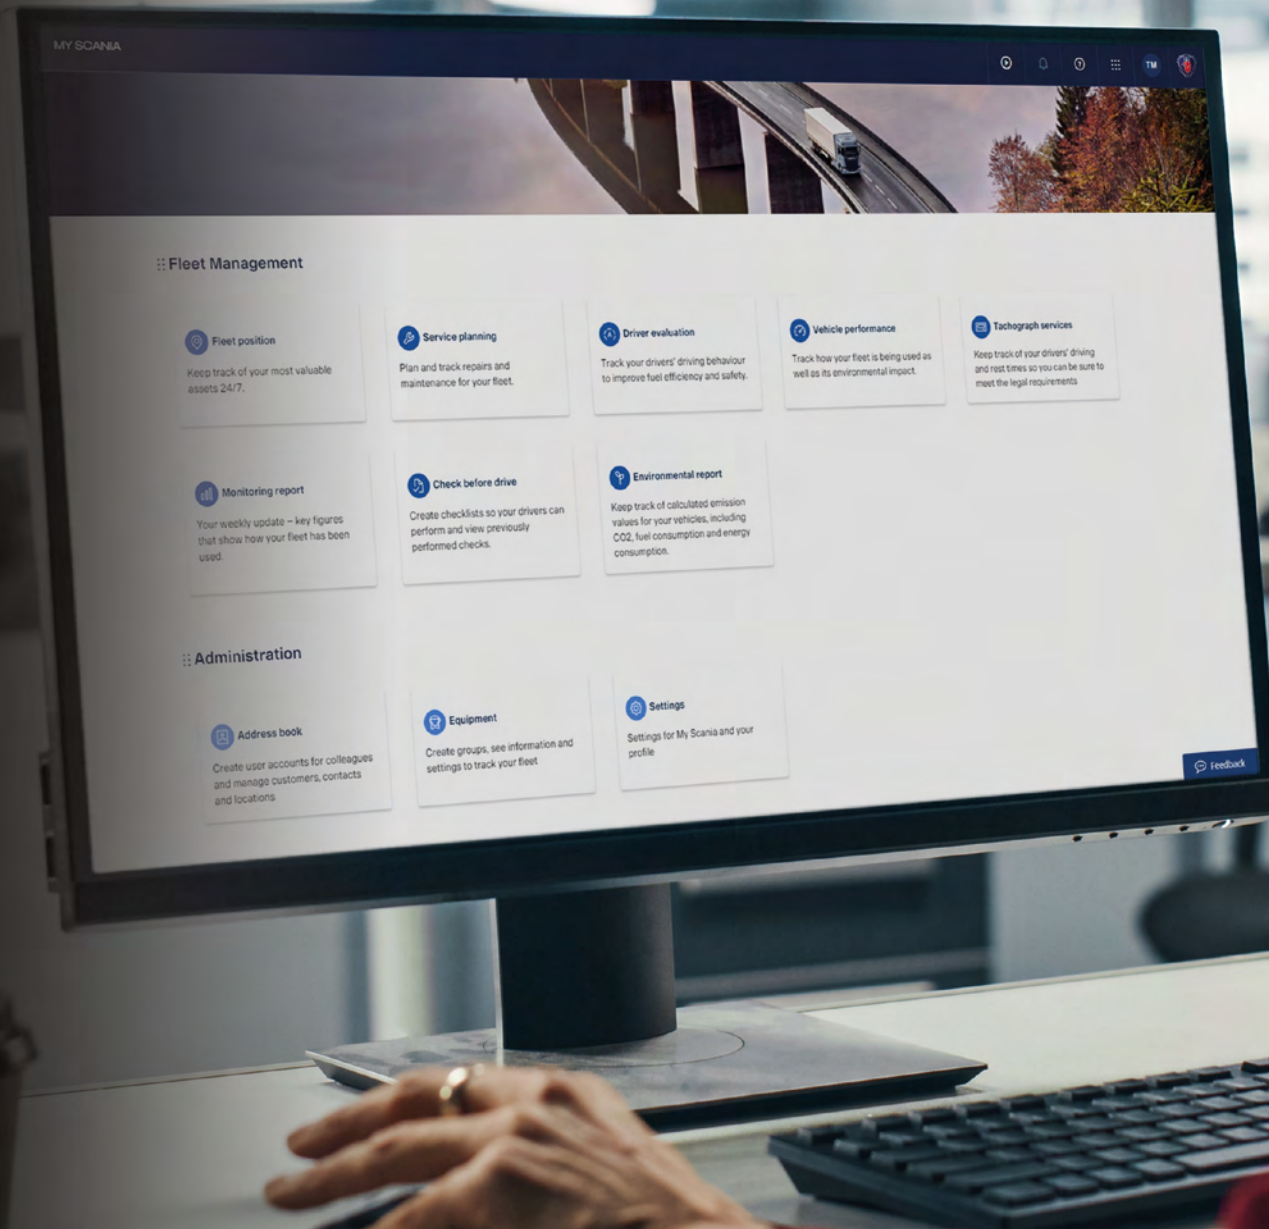 MY SCANIA
TM
Fleet Management
Fleet position
Keep track of your most valuable
assets 24/7.
Service planning
Plan and track repairs and
maintenance for your fleet.
Driver evaluation
Track your drivers' driving behaviour
to improve fuel efficiency and safety.
Vehicle performance
Track how your fleet is being used as
well as its environmental impact.
Tachograph services
Keep track of your drivers' driving
and rest times so you can be sure to
meet the legal requirements
Monitoring report
Your weekly update – key figures
that show how your fleet has been
used.
Check before drive
Create checklists so your drivers can
perform and view previously
performed checks.
Environmental report
Keep track of calculated emission
values for your vehicles, including
CO2, fuel consumption and energy
consumption.
Administration
Address book
Create user accounts for colleagues
and manage customers, contacts
and locations
Equipment
Create groups, see information and
settings to track your fleet
Settings
Settings for My Scania and your
profile
Feedback